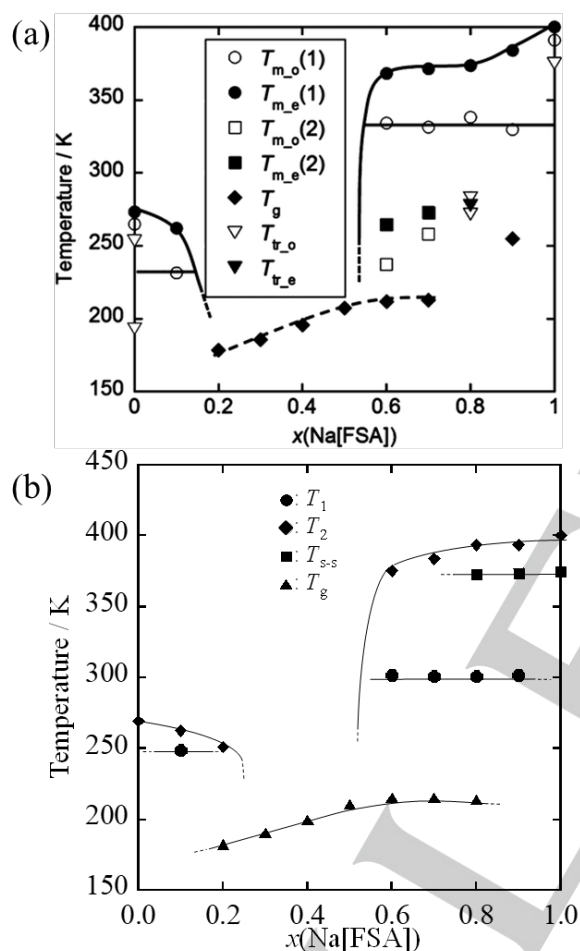 (a)
400
350
300
250
200
150
Temperature / K
T_m_o(1)
T_m_e(1)
T_m_o(2)
T_m_e(2)
T_g
T_tr_o
T_tr_e
0 0.2 0.4 0.6 0.8 1
x(Na[FSA])
(b)
450
400
350
300
250
200
150
Temperature / K
: T_1
: T_2
: T_s-s
: T_g
0.0 0.2 0.4 0.6 0.8 1.0
x(Na[FSA])